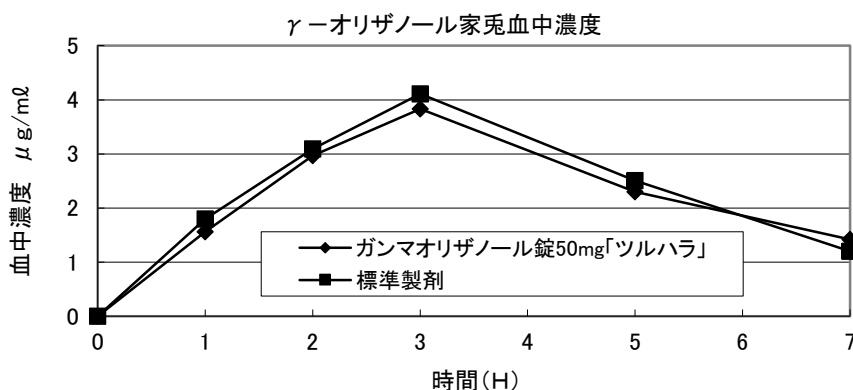 γ－オリザノール家兎血中濃度
血中濃度 μg/mℓ
5
4
3
2
1
0
ガンマオリザノール錠50mg「ツルハラ」
標準製剤
0 1 2 3 4 5 6 7
時間(H)